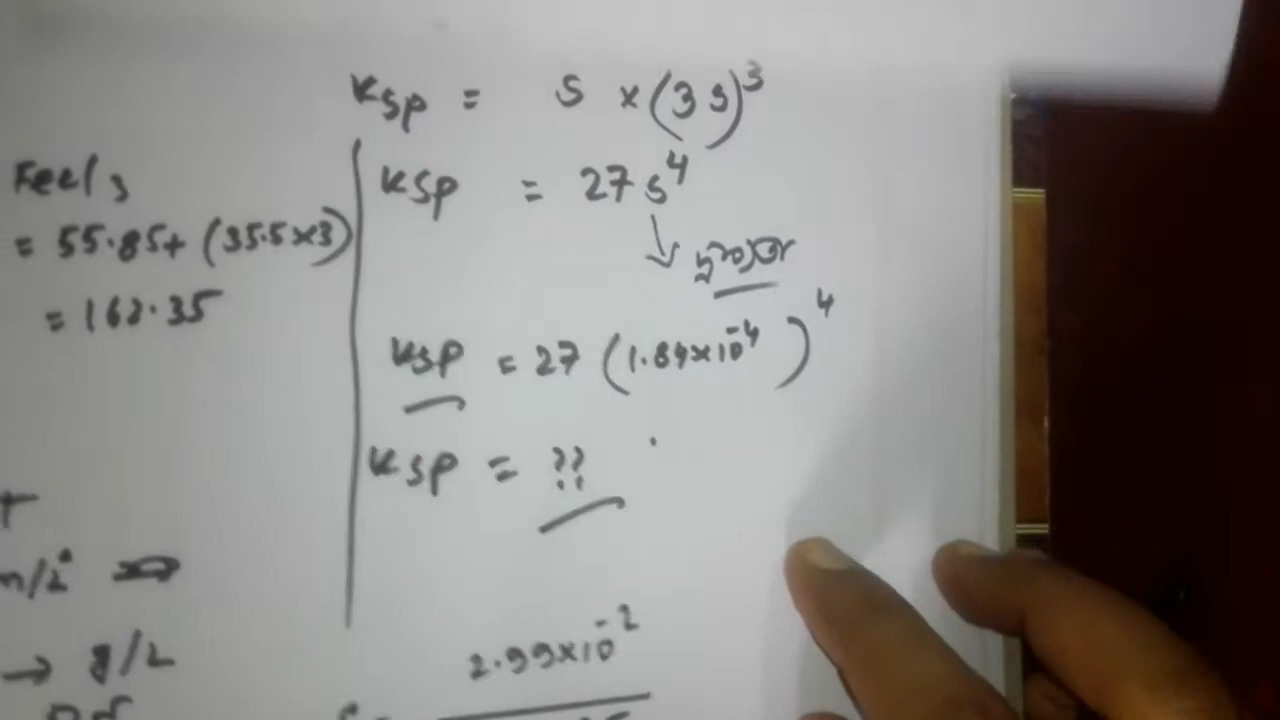 Ksp = S × (3 S)³
FeCl₃
Ksp = 27 s⁴
= 55.85+ (35.5×3)
= 162.35
Ksp = 27 (1.84×10⁻⁴)⁴
Ksp = ??
→ g/L
2.99×10⁻²